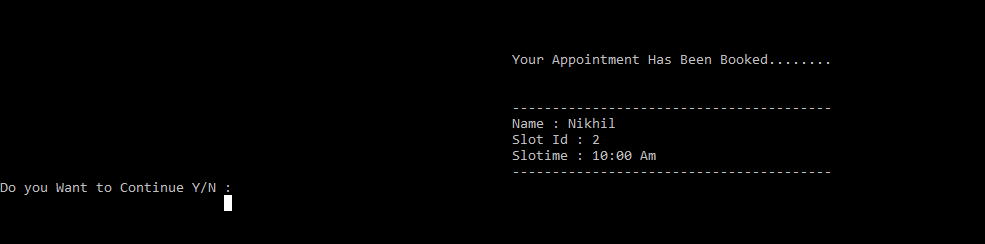 Your Appointment Has Been Booked........
----------------------------------------
Name : Nikhil
Slot Id : 2
Slotime : 10:00 Am
----------------------------------------
Do you Want to Continue Y/N :